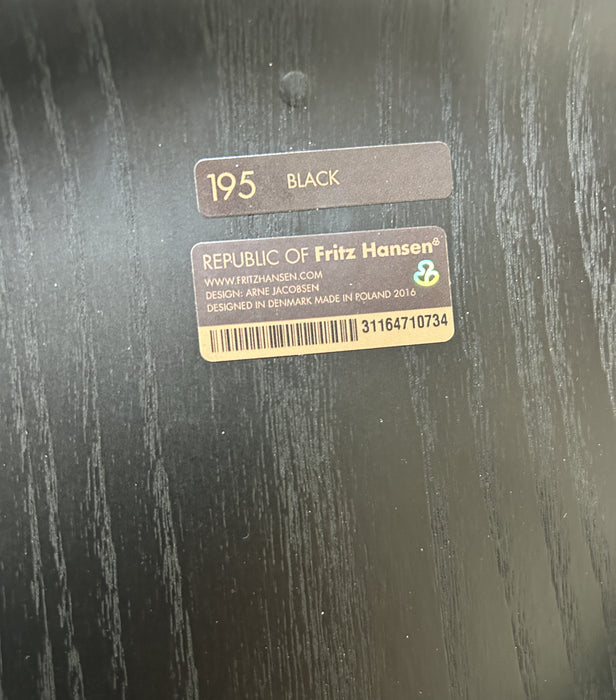 195 BLACK
REPUBLIC OF Fritz Hansen®
WWW.FRITZHANSEN.COM
DESIGN: ARNE JACOBSEN
DESIGNED IN DENMARK MADE IN POLAND 2016
31164710734